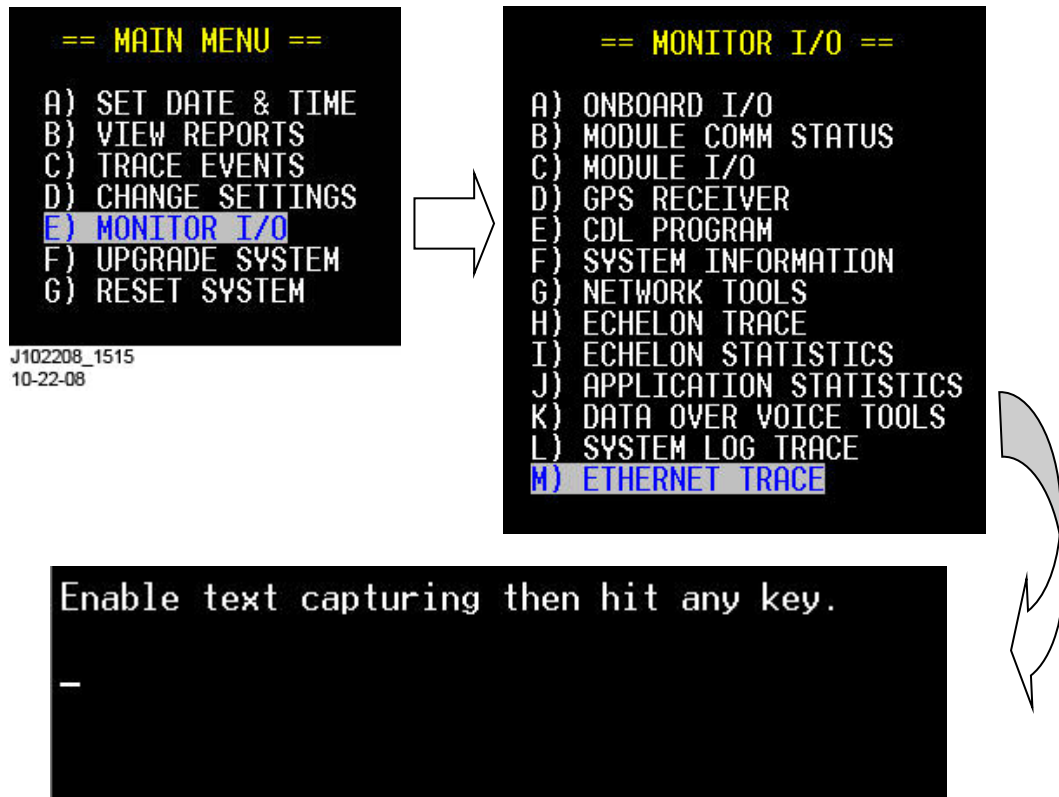 == MAIN MENU ==
A) SET DATE & TIME
B) VIEW REPORTS
C) TRACE EVENTS
D) CHANGE SETTINGS
E) MONITOR I/O
F) UPGRADE SYSTEM
G) RESET SYSTEM
J102208_1515
10-22-08
== MONITOR I/O ==
A) ONBOARD I/O
B) MODULE COMM STATUS
C) MODULE I/O
D) GPS RECEIVER
E) CDL PROGRAM
F) SYSTEM INFORMATION
G) NETWORK TOOLS
H) ECHELON TRACE
I) ECHELON STATISTICS
J) APPLICATION STATISTICS
K) DATA OVER VOICE TOOLS
L) SYSTEM LOG TRACE
M) ETHERNET TRACE
Enable text capturing then hit any key.
_